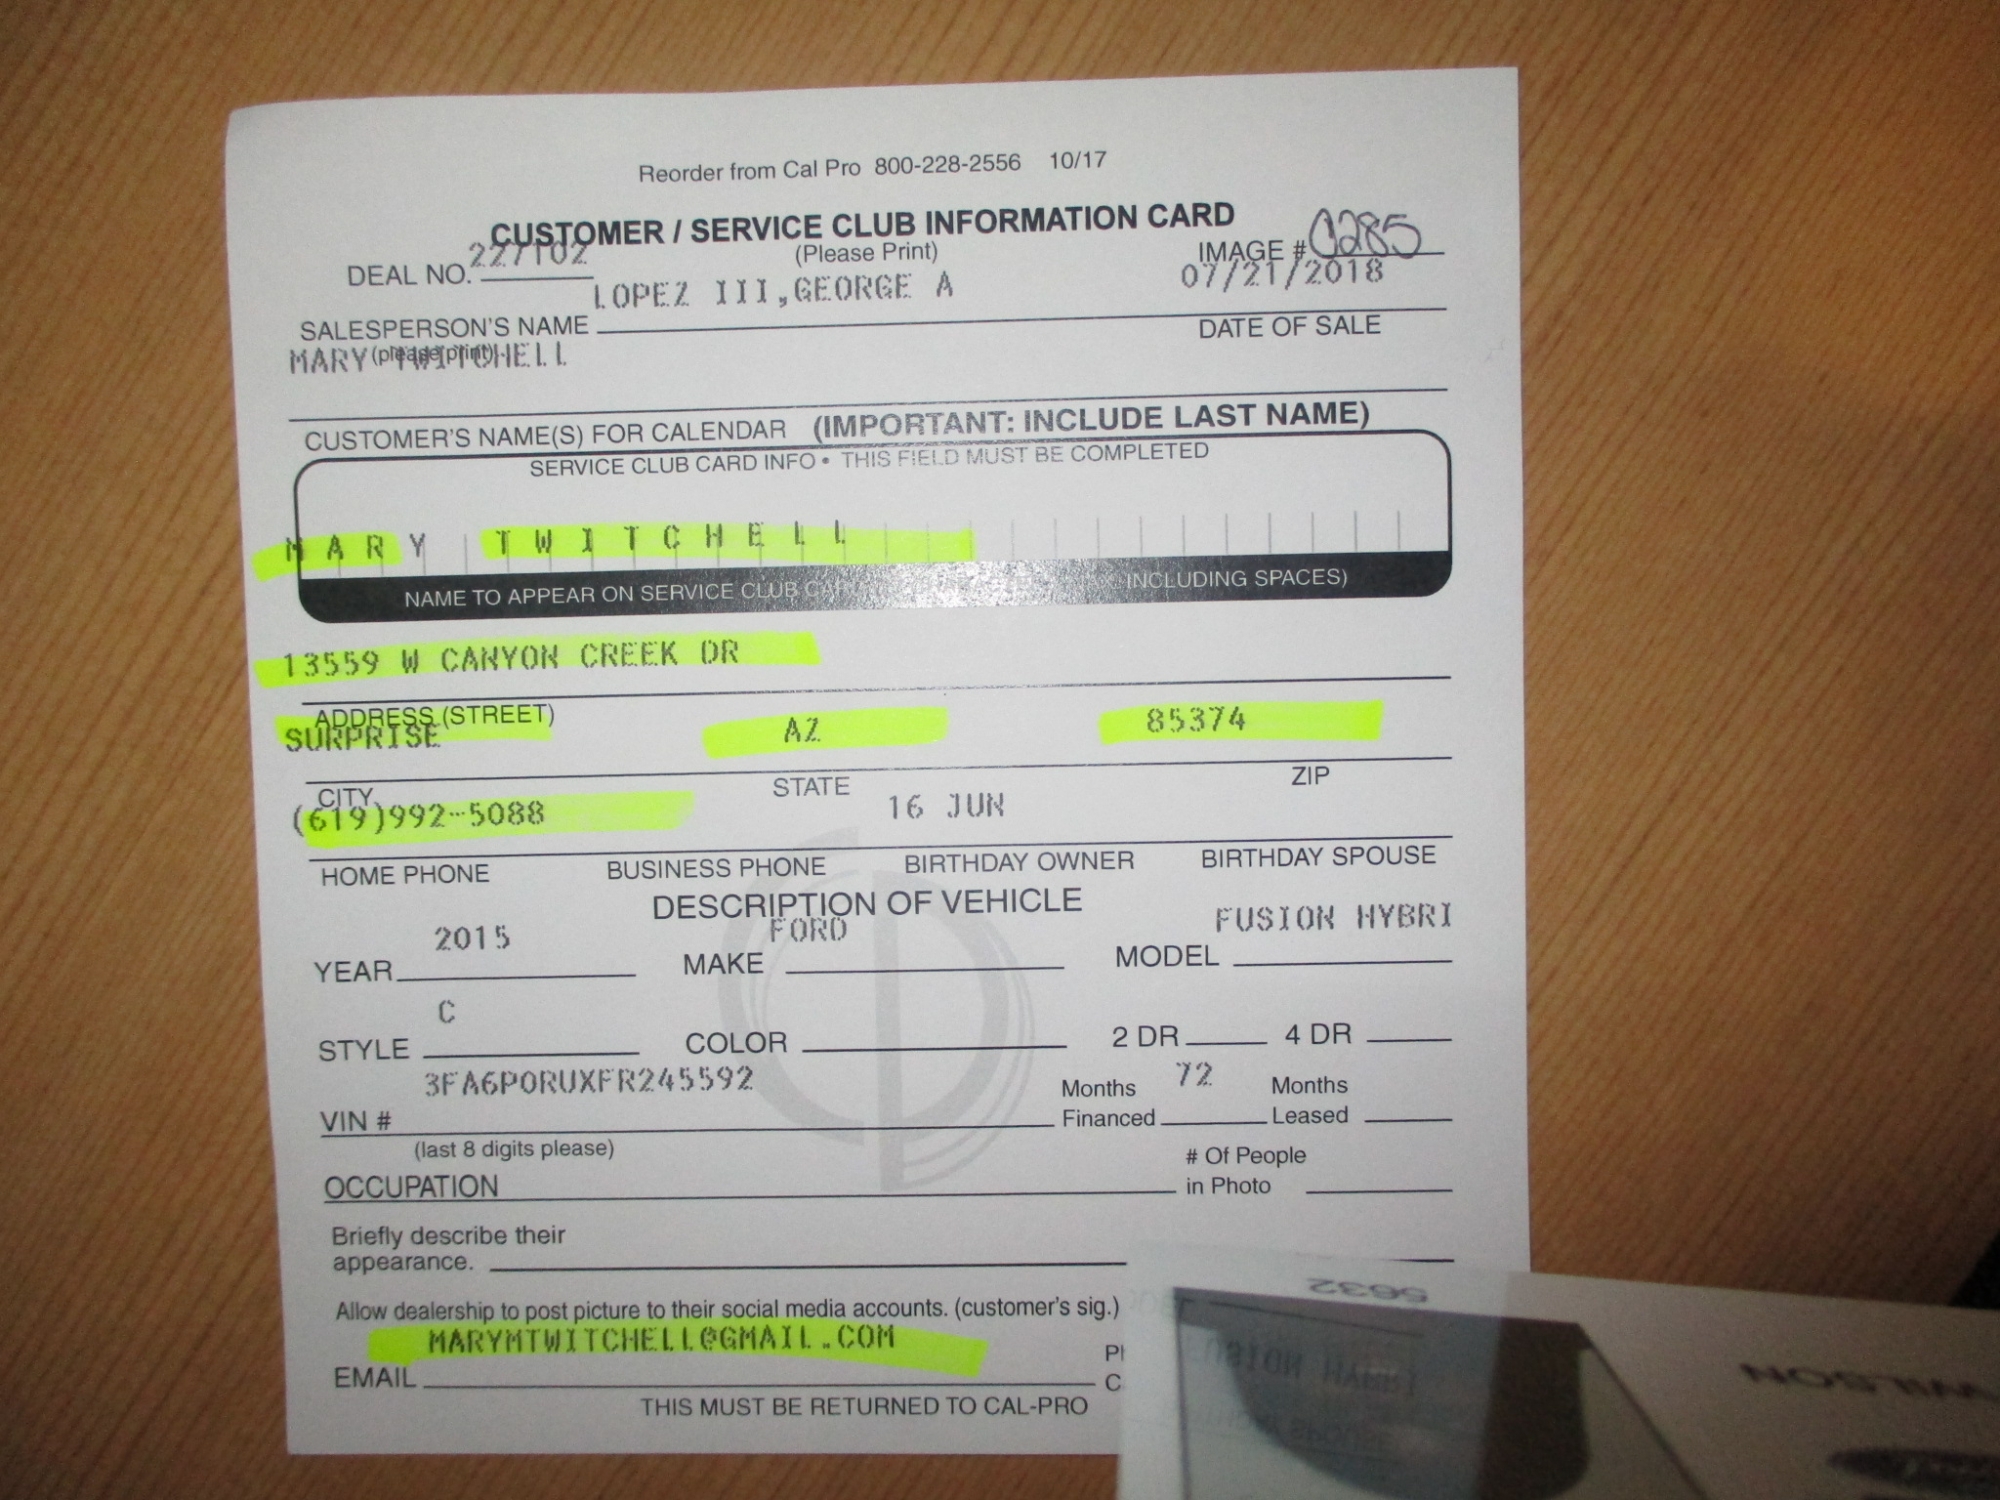 Reorder from Cal Pro 800-228-2556 10/17
CUSTOMER / SERVICE CLUB INFORMATION CARD
(Please Print)
DEAL NO. 227102
IMAGE # 0285
LOPEZ III,GEORGE A
07/21/2018
SALESPERSON'S NAME
DATE OF SALE
(please print)
MARY TWITCHELL
CUSTOMER'S NAME(S) FOR CALENDAR (IMPORTANT: INCLUDE LAST NAME)
SERVICE CLUB CARD INFO • THIS FIELD MUST BE COMPLETED
MARY TWITCHELL
NAME TO APPEAR ON SERVICE CLUB INCLUDING SPACES)
13559 W CANYON CREEK DR
ADDRESS (STREET)
SURPRISE AZ 85374
CITY STATE ZIP
(619)992-5088 16 JUN
HOME PHONE BUSINESS PHONE BIRTHDAY OWNER BIRTHDAY SPOUSE
DESCRIPTION OF VEHICLE
2015 FORD FUSION HYBRI
YEAR MAKE MODEL
C
STYLE COLOR 2 DR 4 DR
3FA6P0RUXFR245592
Months 72 Months
VIN # Financed Leased
(last 8 digits please)
# Of People
OCCUPATION in Photo
Briefly describe their
appearance.
Allow dealership to post picture to their social media accounts. (customer's sig.)
MARYMTWITCHELL@GMAIL.COM
EMAIL
THIS MUST BE RETURNED TO CAL-PRO
5632
WILSON